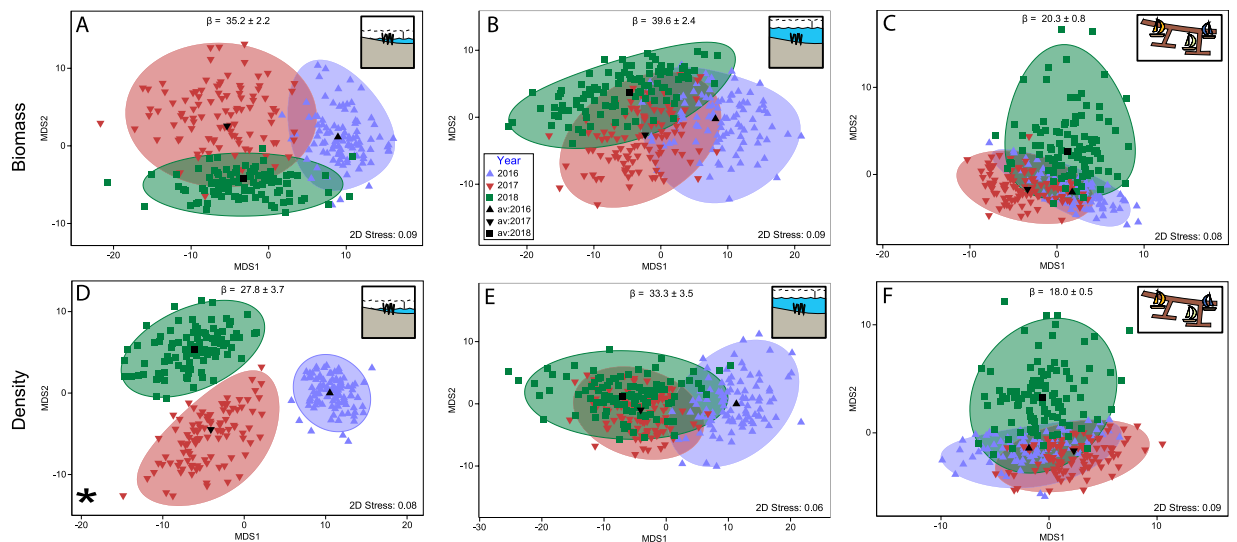 A
β = 35.2 ± 2.2
B
β = 39.6 ± 2.4
C
β = 20.3 ± 0.8
Biomass
MDS2
10
0
-10
-20
-10
0
10
MDS1
2D Stress: 0.09
MDS2
10
0
-10
Year
2016
2017
2018
av:2016
av:2017
av:2018
-20
-10
0
10
20
MDS1
2D Stress: 0.09
MDS2
10
0
-20
-10
0
10
MDS1
2D Stress: 0.08
D
β = 27.8 ± 3.7
E
β = 33.3 ± 3.5
F
β = 18.0 ± 0.5
Density
MDS2
10
0
-10
*
-20
-10
0
10
20
MDS1
2D Stress: 0.08
MDS2
10
0
-10
-30
-20
-10
0
10
20
MDS1
2D Stress: 0.06
MDS2
10
0
-10
0
10
MDS1
2D Stress: 0.09